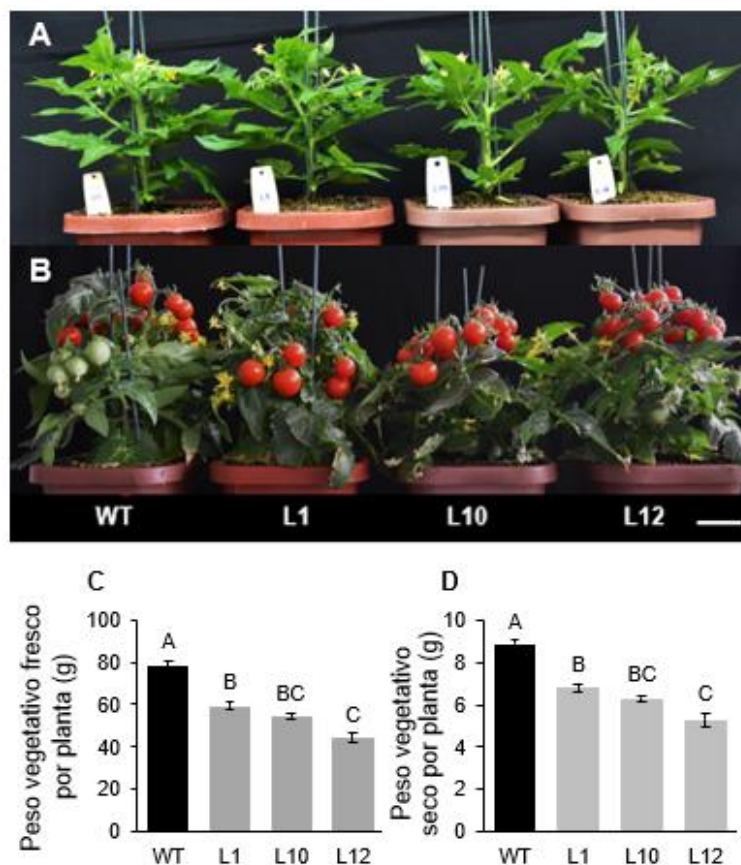 A
B
WT L1 L10 L12
C
Peso vegetativo fresco
por planta (g)
100
80
60
40
20
0
A
B
BC
C
WT L1 L10 L12
D
Peso vegetativo
seco por planta (g)
10
8
6
4
2
0
A
B
BC
C
WT L1 L10 L12